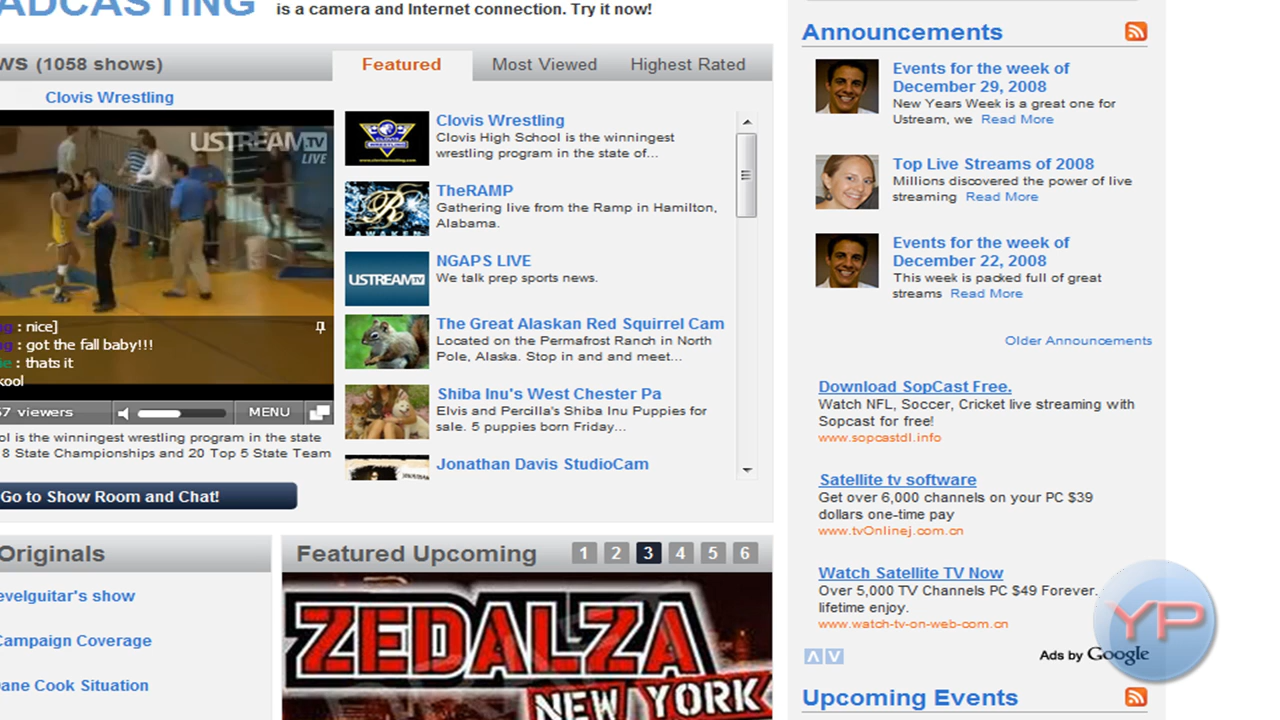 ADCASTING
is a camera and Internet connection. Try it now!
ws (1058 shows)
Clovis Wrestling
USTREAMTV
LIVE
ng : nice]
ng : got the fall baby!!!
ie : thats it
kool
57 viewers
MENU
ol is the winningest wrestling program in the state
8 State Championships and 20 Top 5 State Team
Go to Show Room and Chat!
Featured
Most Viewed
Highest Rated
Clovis Wrestling
Clovis High School is the winningest
wrestling program in the state of...
TheRAMP
Gathering live from the Ramp in Hamilton,
Alabama.
NGAPS LIVE
We talk prep sports news.
USTREAMTV
The Great Alaskan Red Squirrel Cam
Located on the Permafrost Ranch in North
Pole, Alaska. Stop in and and meet...
Shiba Inu's West Chester Pa
Elvis and Percilla's Shiba Inu Puppies for
sale. 5 puppies born Friday...
Jonathan Davis StudioCam
Originals
evelguitar's show
Campaign Coverage
ane Cook Situation
Featured Upcoming
1 2 3 4 5 6
ZEDALZA
NEW YORK
Announcements
Events for the week of
December 29, 2008
New Years Week is a great one for
Ustream, we Read More
Top Live Streams of 2008
Millions discovered the power of live
streaming Read More
Events for the week of
December 22, 2008
This week is packed full of great
streams Read More
Older Announcements
Download SopCast Free.
Watch NFL, Soccer, Cricket live streaming with
Sopcast for free!
www.sopcastdl.info
Satellite tv software
Get over 6,000 channels on your PC $39
dollars one-time pay
www.tvOnlinej.com.cn
Watch Satellite TV Now
Over 5,000 TV Channels PC $49 Forever.
lifetime enjoy.
www.watch-tv-on-web-com.cn
Ads by Google
YP
Upcoming Events